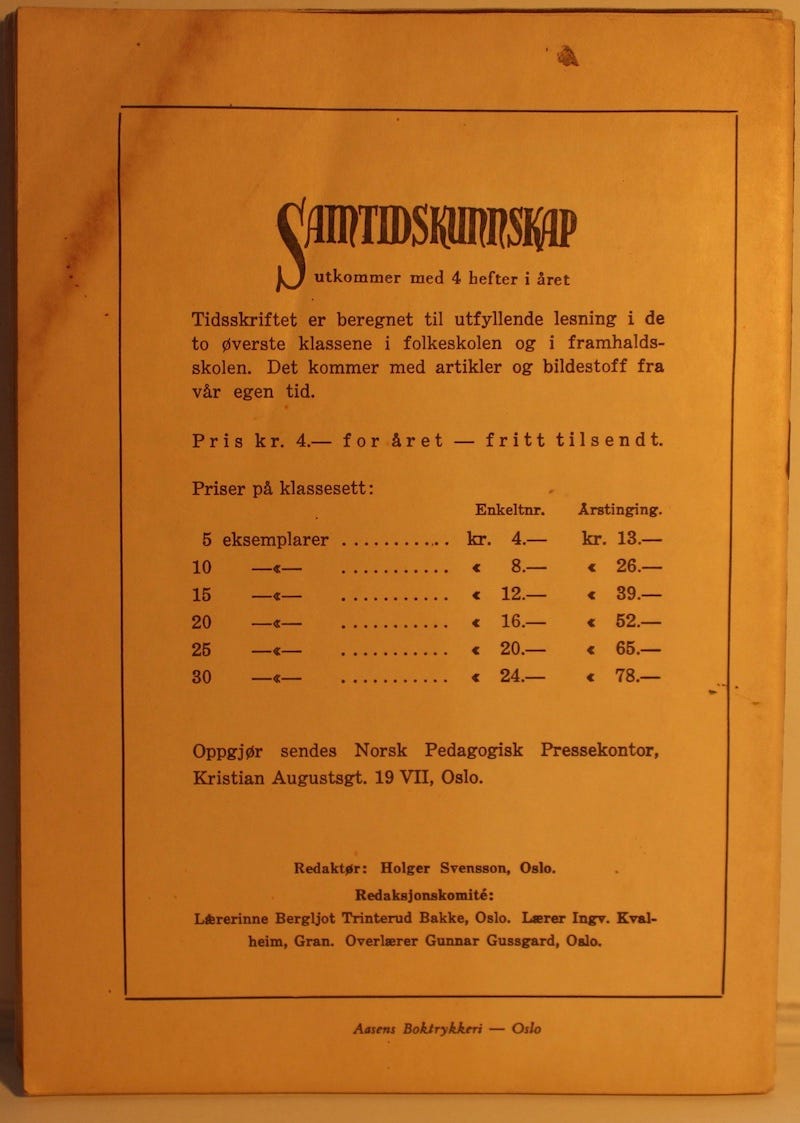 SAMTIDSKUNNSKAP
utkommer med 4 hefter i året
Tidsskriftet er beregnet til utfyllende lesning i de
to øverste klassene i folkeskolen og i framhalds-
skolen. Det kommer med artikler og bildestoff fra
vår egen tid.
Pris kr. 4.— for året — fritt tilsendt.
Priser på klassesett:
Enkeltnr. Årstinging.
5 eksemplarer ............ kr. 4.— kr. 13.—
10 —«— ........... « 8.— « 26.—
15 —«— ........... « 12.— « 39.—
20 —«— ........... « 16.— « 52.—
25 —«— ........... « 20.— « 65.—
30 —«— ........... « 24.— « 78.—
Oppgjør sendes Norsk Pedagogisk Pressekontor,
Kristian Augustsgt. 19 VII, Oslo.
Redaktør: Holger Svensson, Oslo.
Redaksjonskomité:
Lærerinne Bergljot Trinterud Bakke, Oslo. Lærer Ingv. Kval-
heim, Gran. Overlærer Gunnar Gussgard, Oslo.
Aasens Boktrykkeri — Oslo